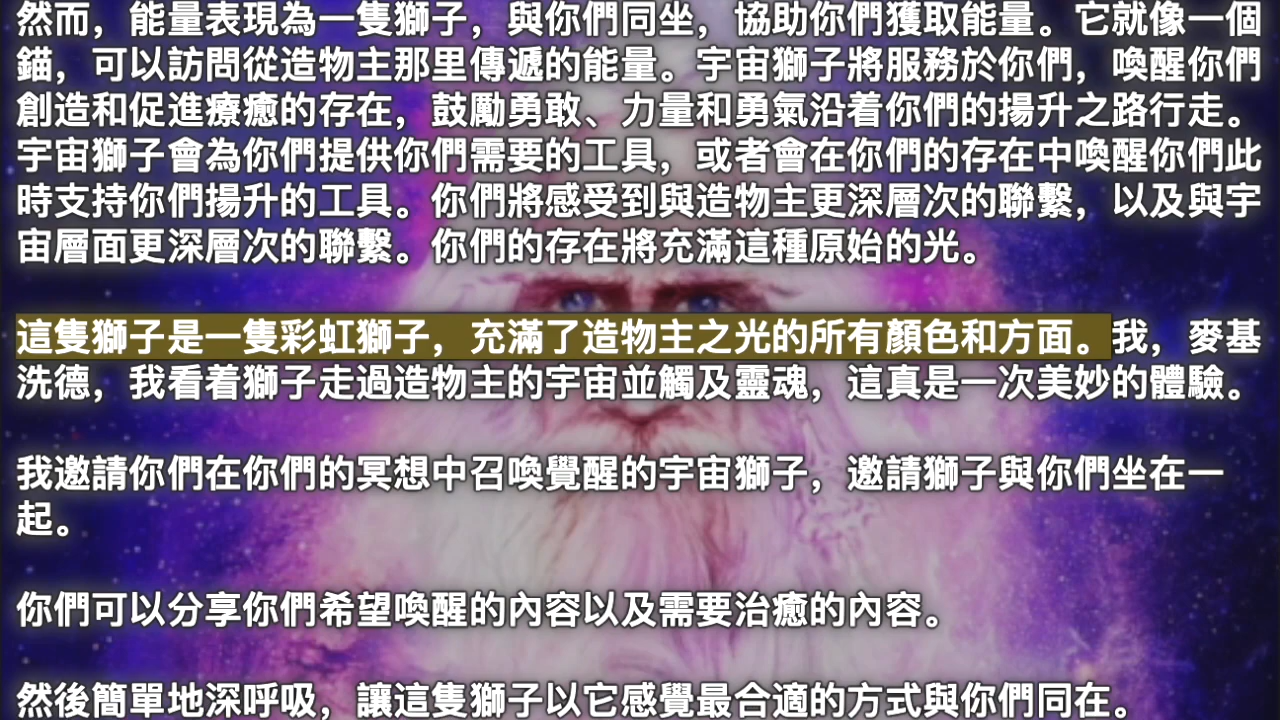 然而，能量表現為一隻獅子，與你們同坐，協助你們獲取能量。它就像一個
錨，可以訪問從造物主那里傳遞的能量。宇宙獅子將服務於你們，喚醒你們
創造和促進療癒的存在，鼓勵勇敢、力量和勇氣沿着你們的揚升之路行走。
宇宙獅子會為你們提供你們需要的工具，或者會在你們的存在中喚醒你們此
時支持你們揚升的工具。你們將感受到與造物主更深層次的聯繫，以及與宇
宙層面更深層次的聯繫。你們的存在將充滿這種原始的光。
這隻獅子是一隻彩虹獅子，充滿了造物主之光的所有顏色和方面。我，麥基
洗德，我看着獅子走過造物主的宇宙並觸及靈魂，這真是一次美妙的體驗。
我邀請你們在你們的冥想中召喚覺醒的宇宙獅子，邀請獅子與你們坐在一
起。
你們可以分享你們希望喚醒的內容以及需要治癒的內容。
然後簡單地深呼吸，讓這隻獅子以它感覺最合適的方式與你們同在。